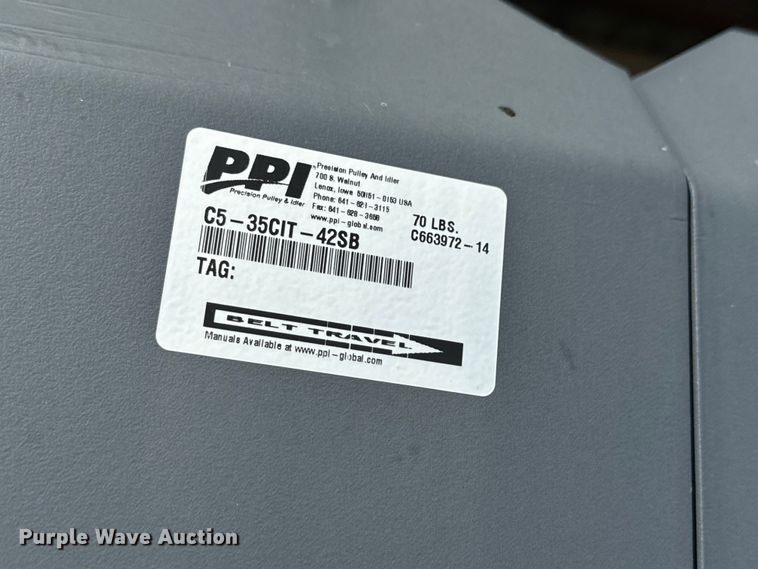 PPI
Precision Pulley & Idler
Precision Pulley And Idler
700 S. Walnut
Lenox, Iowa 50851-0163 USA
Phone: 641-621-3115
Fax: 641-628-3658
www.ppi-global.com
70 LBS.
C663972-14
C5-35CIT-42SB
TAG:
BELT TRAVEL
Manuals Available at www.ppi-global.com
Purple Wave Auction